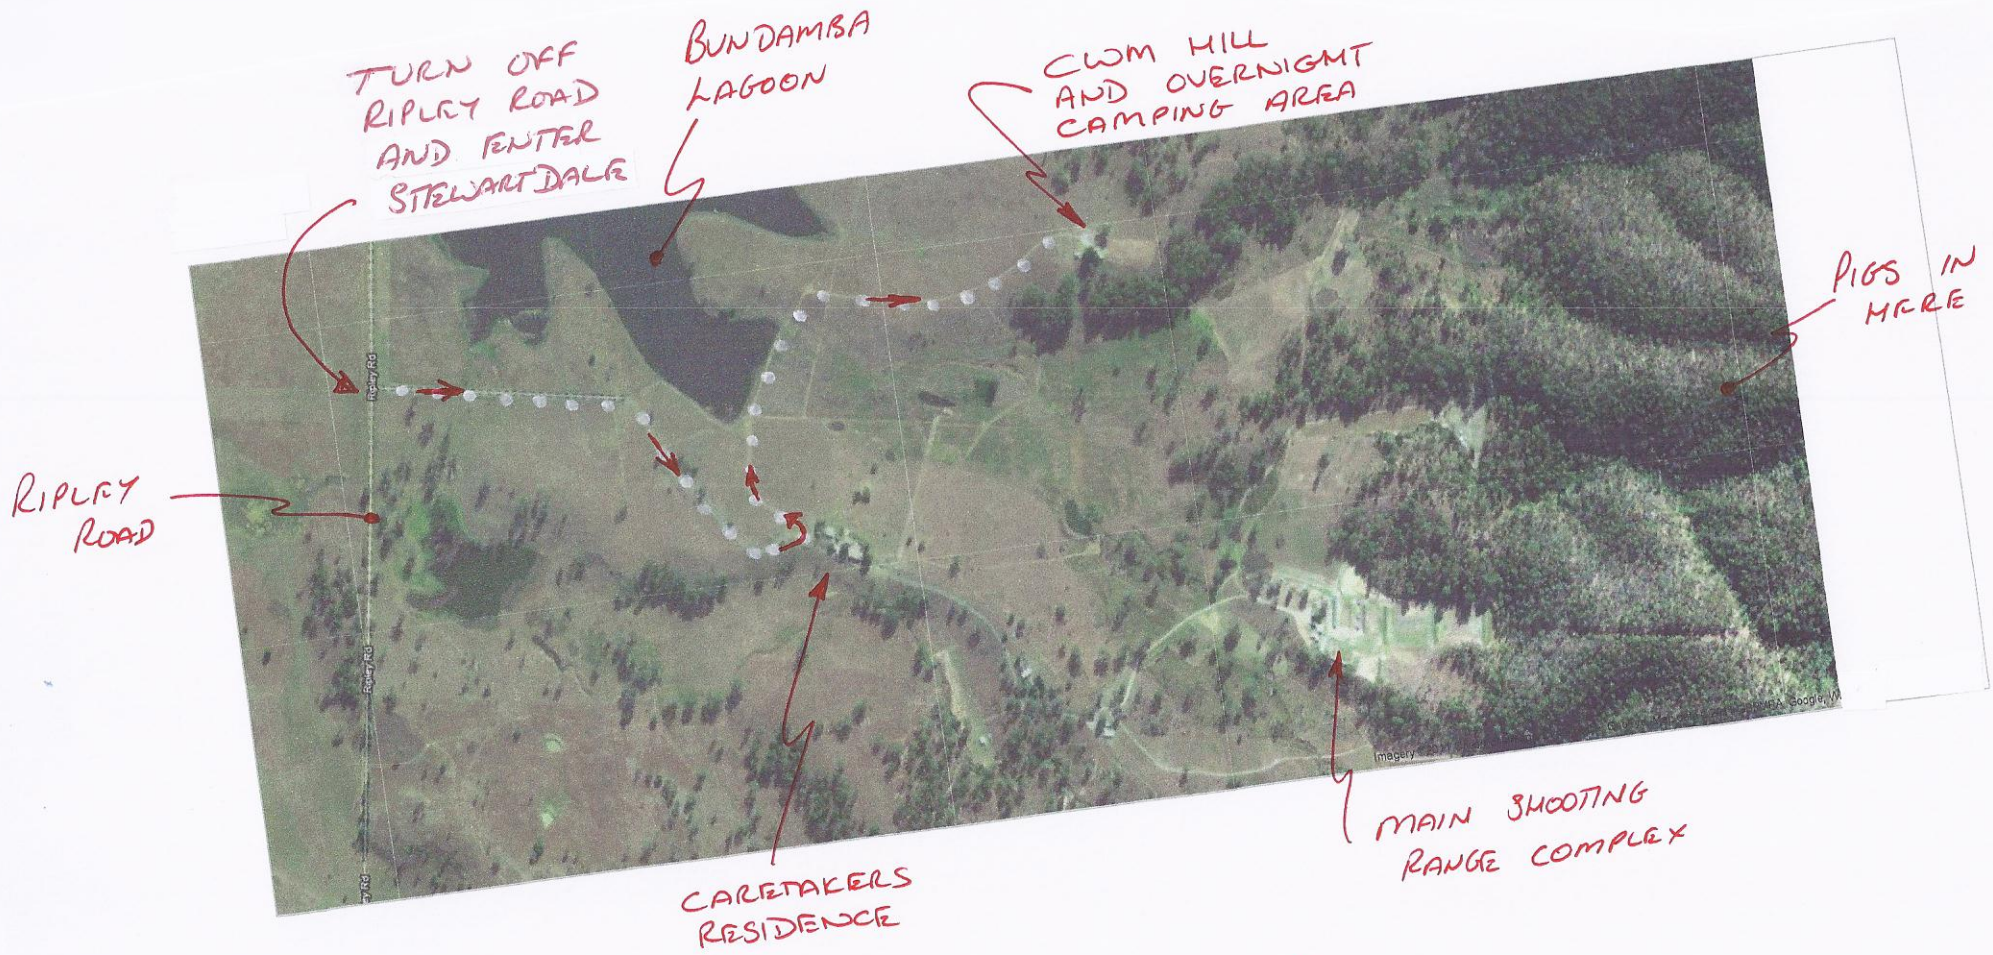 TURN OFF
RIPLEY ROAD
AND ENTER
STEWARTDALE
BUNDAMBA
LAGOON
CWM HILL
AND OVERNIGHT
CAMPING AREA
PIGS IN
HERE
RIPLEY
ROAD
Ripley Rd
Ripley Rd
ey Rd
CARETAKERS
RESIDENCE
MAIN SHOOTING
RANGE COMPLEX
Imagery
Google,